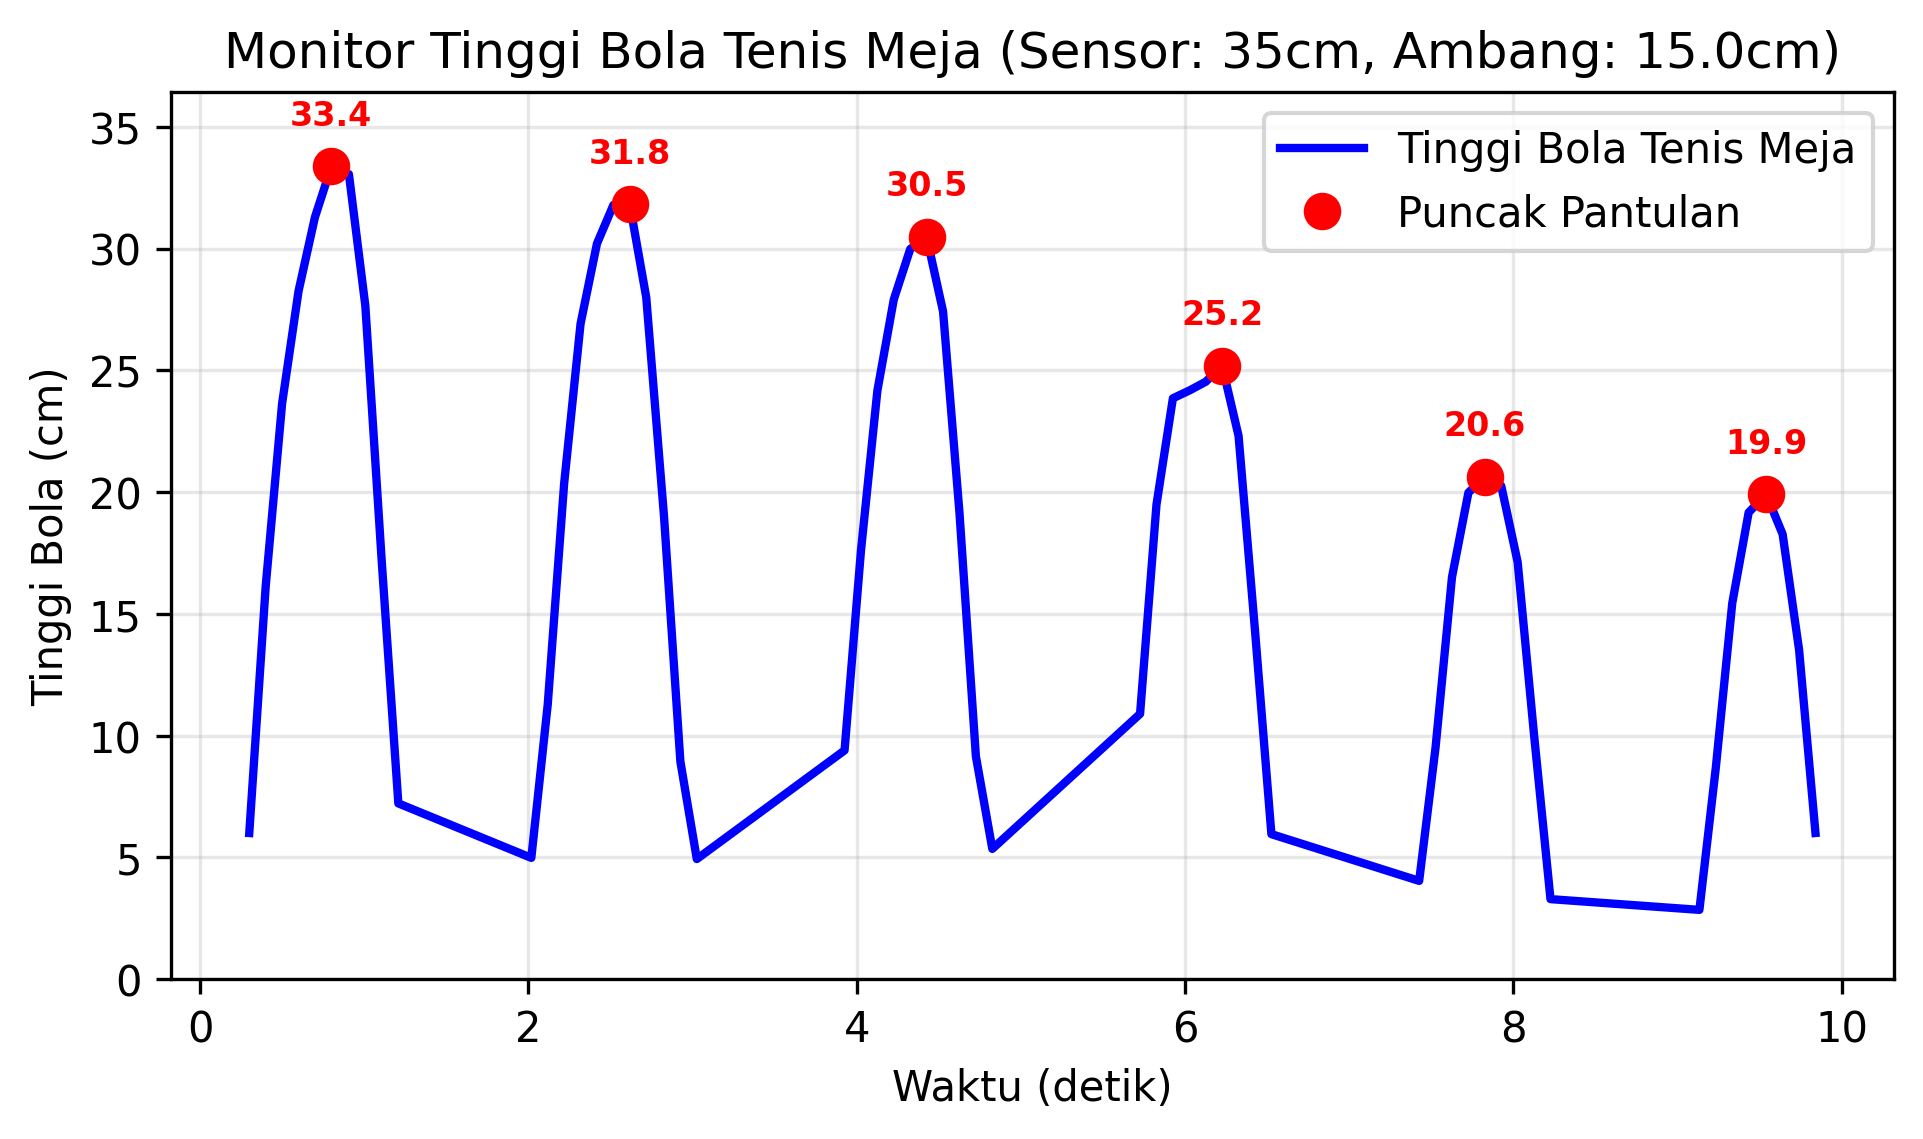 Monitor Tinggi Bola Tenis Meja (Sensor: 35cm, Ambang: 15.0cm)
33.4
31.8
30.5
25.2
20.6
19.9
Tinggi Bola Tenis Meja
Puncak Pantulan
35
30
25
20
15
10
5
0
Tinggi Bola (cm)
0 2 4 6 8 10
Waktu (detik)